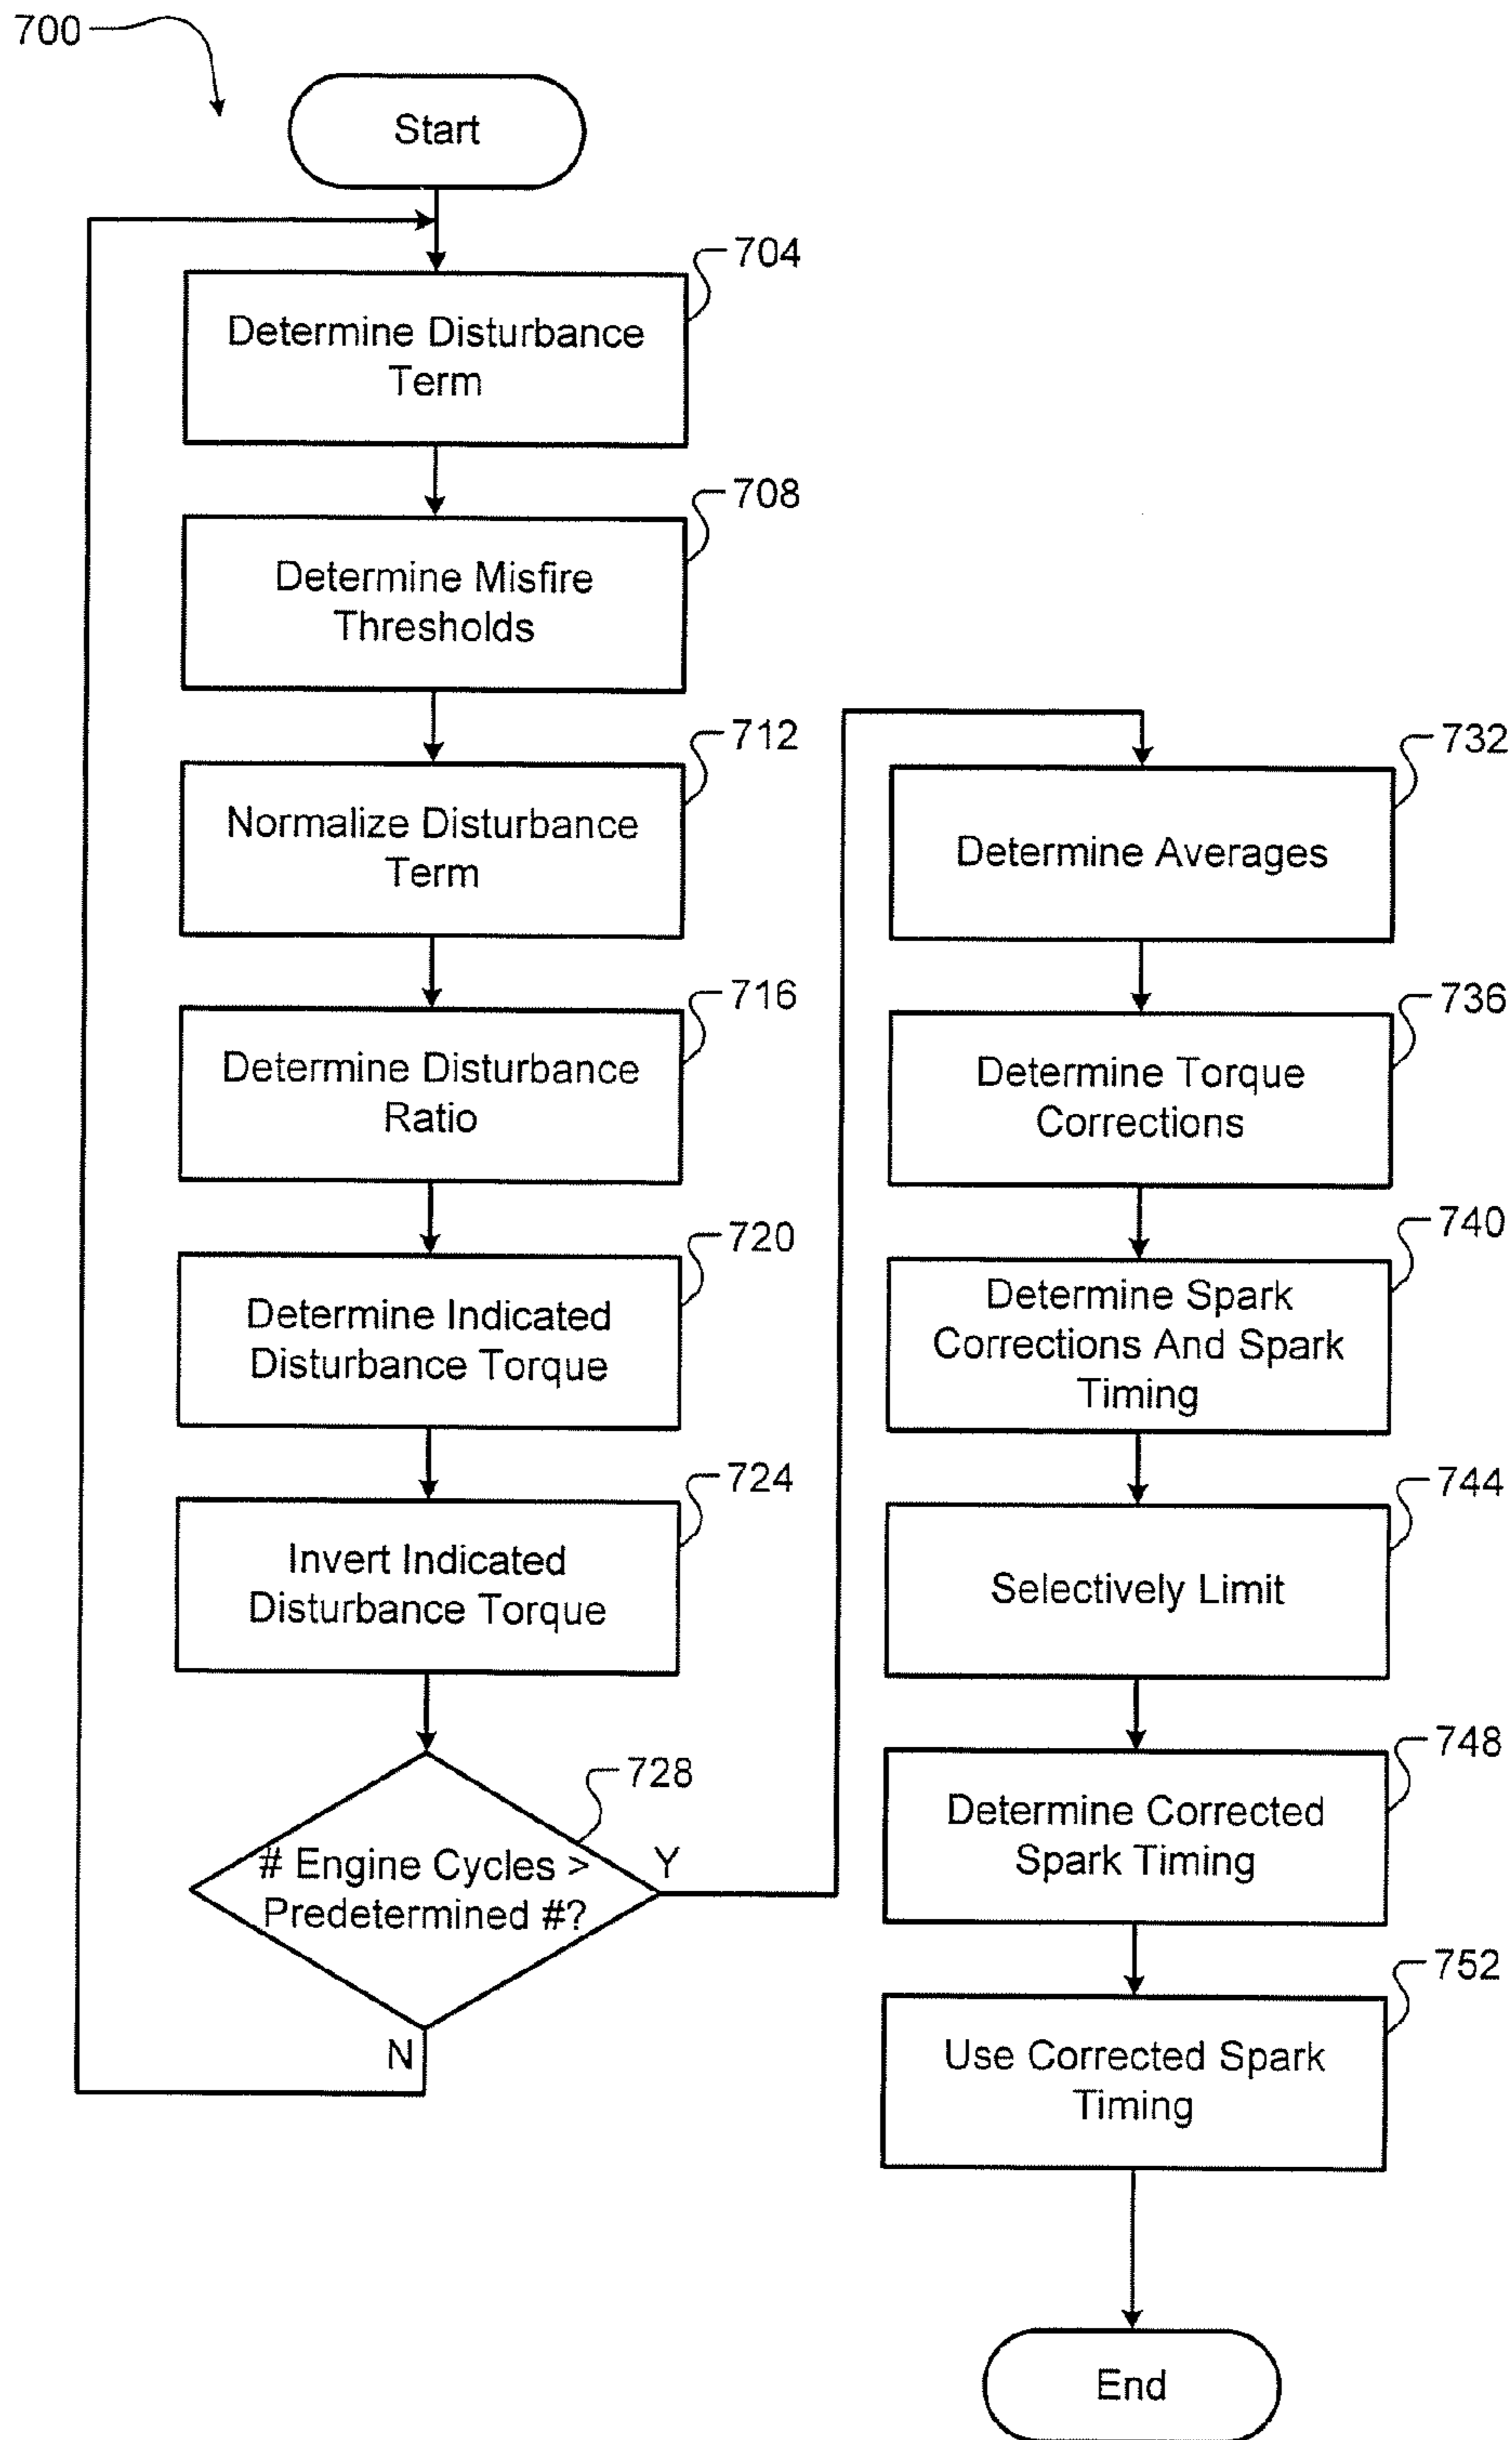 700
Start
704
Determine Disturbance
Term
708
Determine Misfire
Thresholds
712
Normalize Disturbance
Term
716
Determine Disturbance
Ratio
720
Determine Indicated
Disturbance Torque
724
Invert Indicated
Disturbance Torque
728
# Engine Cycles >
Predetermined #?
Y
N
732
Determine Averages
736
Determine Torque
Corrections
740
Determine Spark
Corrections And Spark
Timing
744
Selectively Limit
748
Determine Corrected
Spark Timing
752
Use Corrected Spark
Timing
End